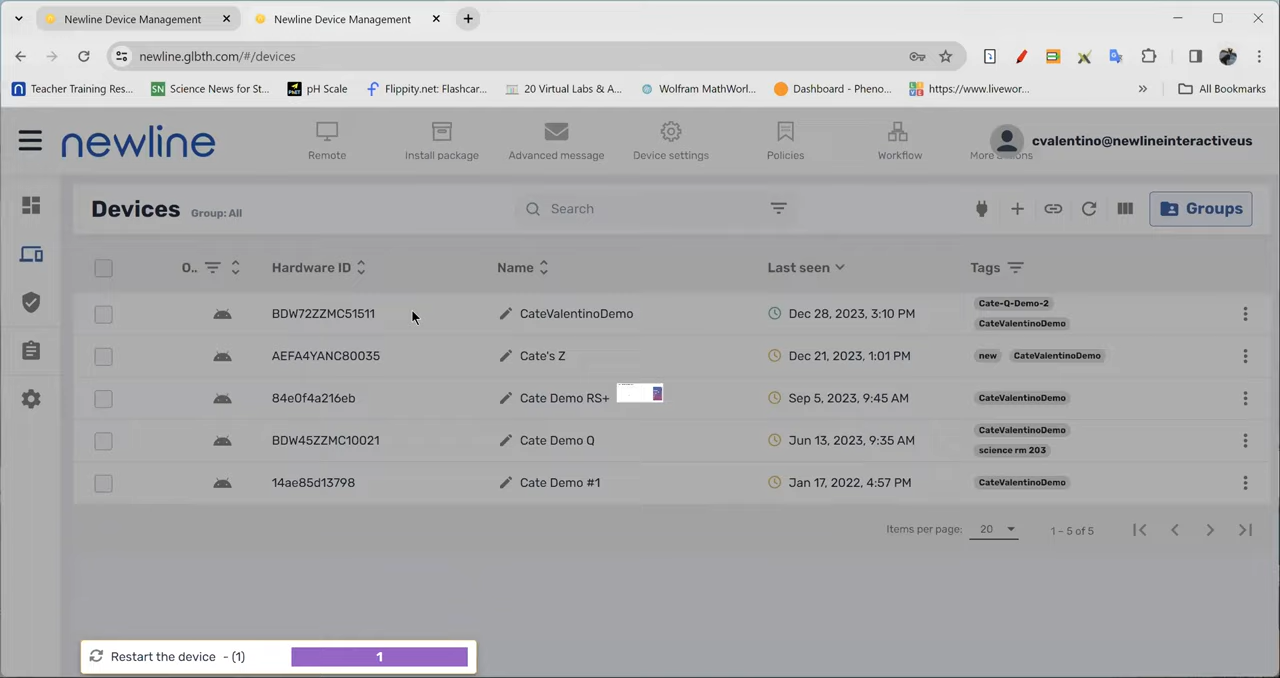 Newline Device Management
Newline Device Management
newline.glbth.com/#/devices
Teacher Training Res...
SN Science News for St...
PhET pH Scale
Flippity.net: Flashcar...
20 Virtual Labs & A...
Wolfram MathWorl...
Dashboard - Pheno...
https://www.livewor...
All Bookmarks
newline
Remote
Install package
Advanced message
Device settings
Policies
Workflow
cvalentino@newlineinteractiveus
Devices Group: All
Search
Groups
O.. Hardware ID Name Last seen Tags
BDW72ZZMC51511 CateValentinoDemo Dec 28, 2023, 3:10 PM Cate-Q-Demo-2
CateValentinoDemo
AEFA4YANC80035 Cate's Z Dec 21, 2023, 1:01 PM new CateValentinoDemo
84e0f4a216eb Cate Demo RS+ Sep 5, 2023, 9:45 AM CateValentinoDemo
BDW45ZZMC10021 Cate Demo Q Jun 13, 2023, 9:35 AM CateValentinoDemo
science rm 203
14ae85d13798 Cate Demo #1 Jan 17, 2022, 4:57 PM CateValentinoDemo
Items per page: 20 1 – 5 of 5
Restart the device - (1) 1